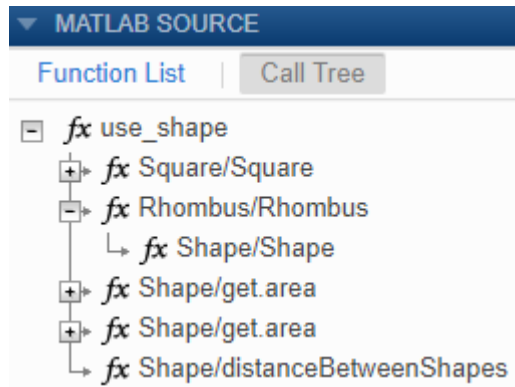 MATLAB SOURCE
Function List | Call Tree
fx use_shape
fx Square/Square
fx Rhombus/Rhombus
fx Shape/Shape
fx Shape/get.area
fx Shape/get.area
fx Shape/distanceBetweenShapes